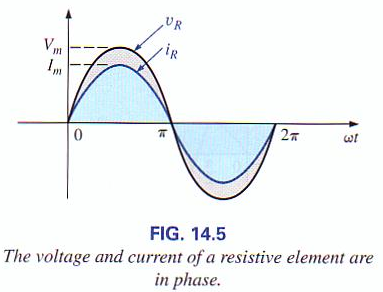 v_R
V_m
i_R
I_m
0
π
2π
ωt
FIG. 14.5
The voltage and current of a resistive element are
in phase.